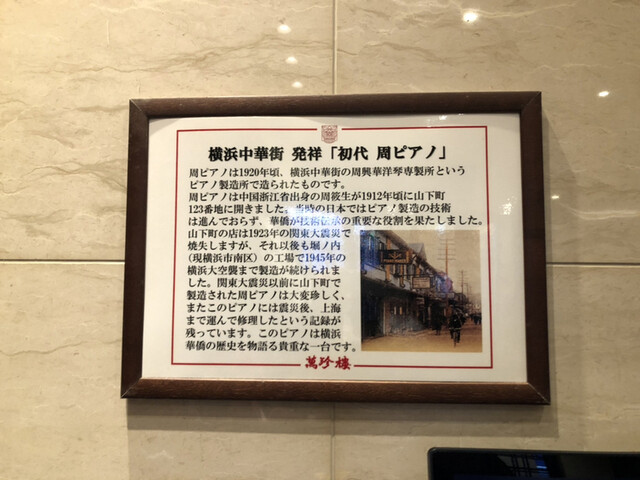 横浜中華街 発祥「初代 周ピアノ」
周ピアノは1920年頃、横浜中華街の周興華洋琴専製所という
ピアノ製造所で造られたものです。
周ピアノは中国浙江省出身の周筱生が1912年頃に山下町
123番地に開きました。当時の日本ではピアノ製造の技術
は進んでおらず、華僑が技術伝承の重要な役割を果たしました。
山下町の店は1923年の関東大震災で
焼失しますが、それ以後も堀ノ内
（現横浜市南区）の工場で1945年の
横浜大空襲まで製造が続けられま
した。関東大震災以前に山下町で
製造された周ピアノは大変珍しく、
またこのピアノには震災後、上海
まで運んで修理したという記録が
残っています。このピアノは横浜
華僑の歴史を物語る貴重な一台です。
萬珍樓